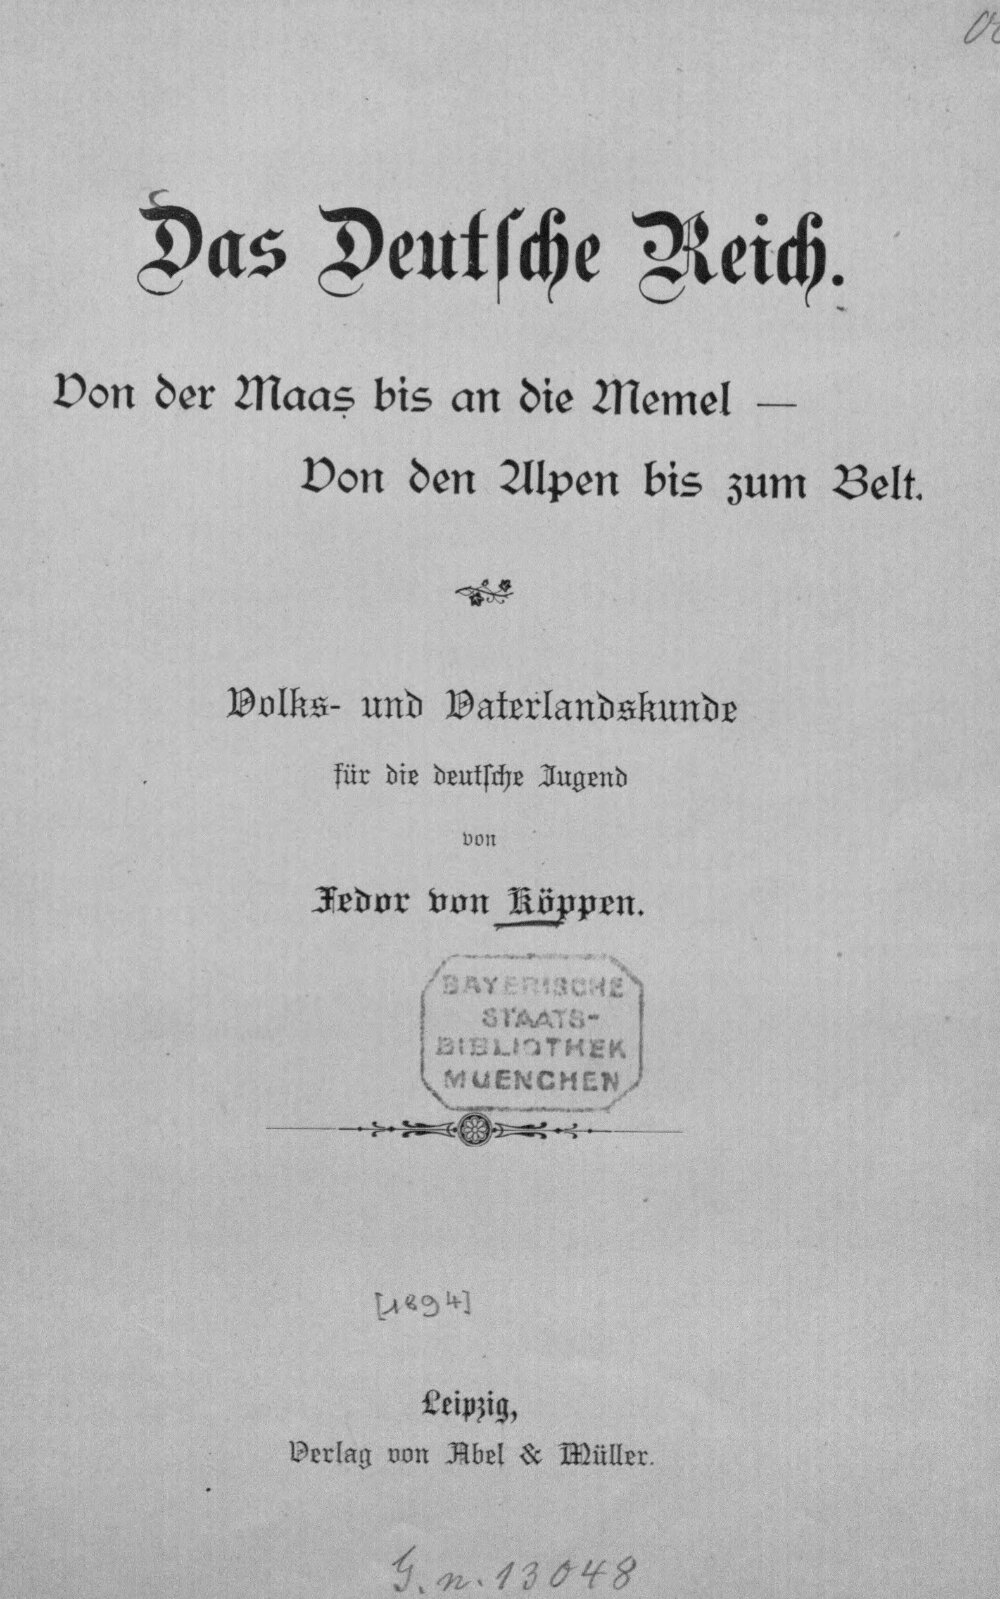 Das Deutſche Reich.
Von der Maas bis an die Memel —
Von den Alpen bis zum Belt.
Volks- und Vaterlandskunde
für die deutſche Jugend
von
Fedor von Köppen.
BAYERISCHE
STAATS-
BIBLIOTHEK
MUENCHEN
[1894]
Leipzig,
Verlag von Abel & Müller.
G. n. 13048